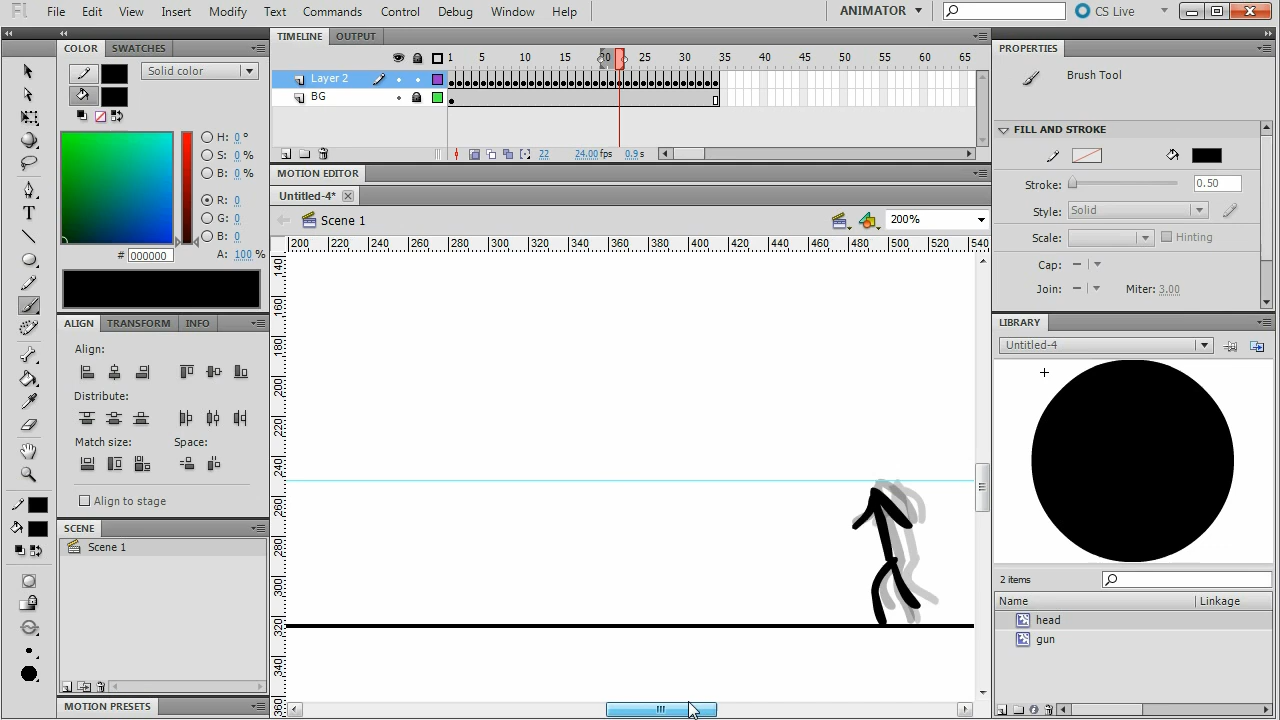 Fl File Edit View Insert Modify Text Commands Control Debug Window Help ANIMATOR CS Live
COLOR SWATCHES
Solid color
H: 0 °
S: 0 %
B: 0 %
R: 0
G: 0
B: 0
# 000000 A: 100 %
ALIGN TRANSFORM INFO
Align:
Distribute:
Match size: Space:
Align to stage
SCENE
Scene 1
MOTION PRESETS
TIMELINE OUTPUT
1 5 10 15 20 25 30 35 40 45 50 55 60 65
Layer 2
BG
22 24.00 fps 0.9 s
MOTION EDITOR
Untitled-4*
Scene 1 200%
200 220 240 260 280 300 320 340 360 380 400 420 440 460 480 500 520 540
140
160
180
200
220
240
260
280
300
320
340
360
PROPERTIES
Brush Tool
FILL AND STROKE
Stroke: 0.50
Style: Solid
Scale: Hinting
Cap:
Join: Miter: 3.00
LIBRARY
Untitled-4
2 items
Name Linkage
head
gun